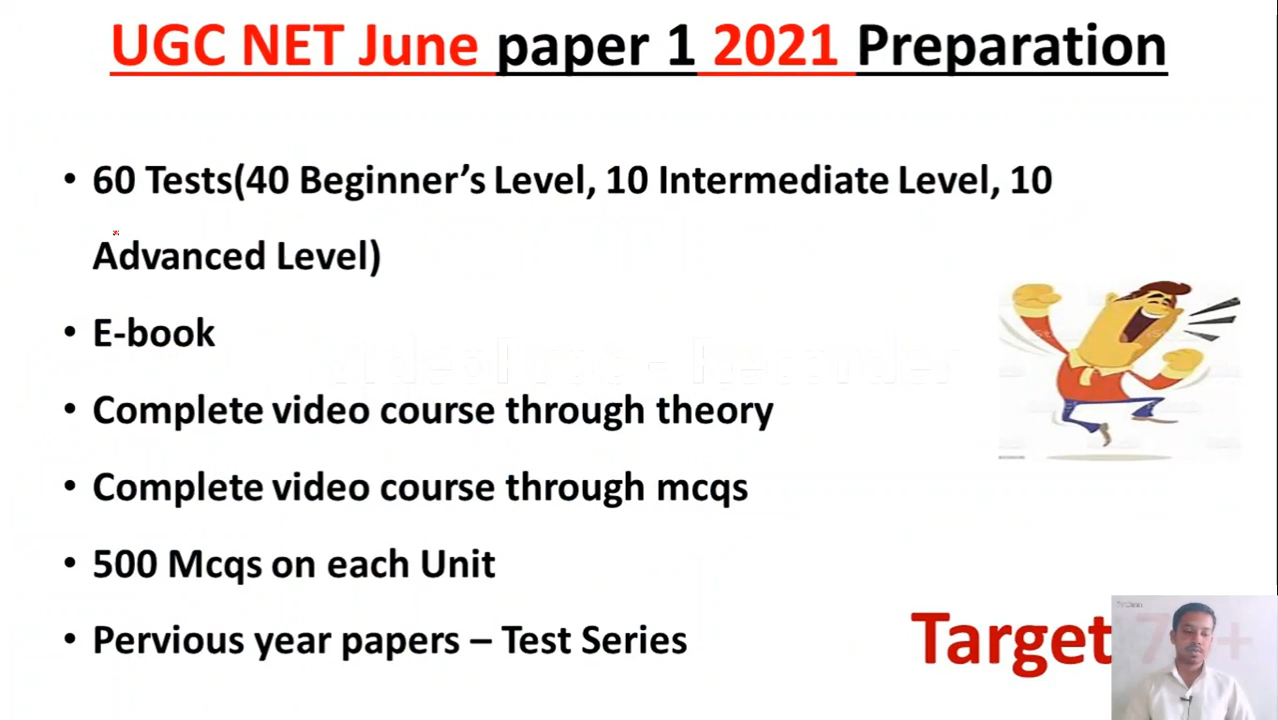 UGC NET June paper 1 2021 Preparation
• 60 Tests(40 Beginner’s Level, 10 Intermediate Level, 10
Advanced Level)
• E-book
• Complete video course through theory
• Complete video course through mcqs
• 500 Mcqs on each Unit
• Pervious year papers – Test Series
Target